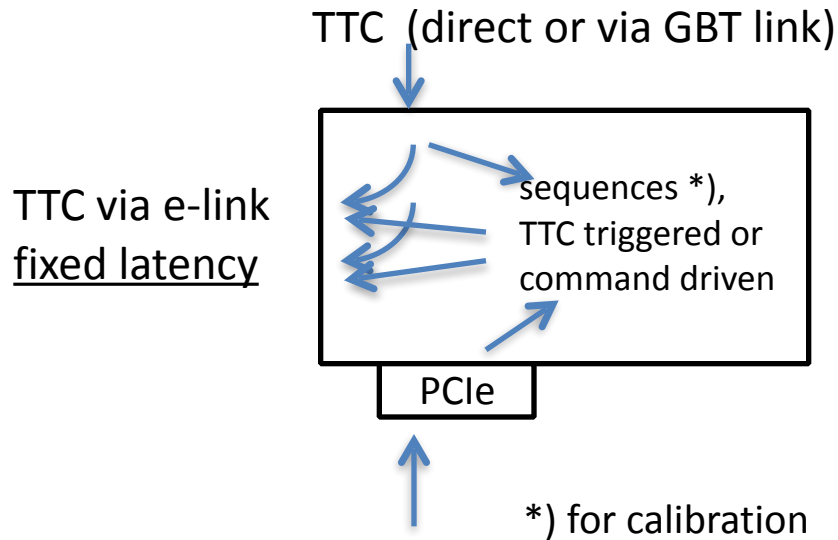 TTC (direct or via GBT link)
TTC via e-link
fixed latency
sequences *),
TTC triggered or
command driven
PCIe
*) for calibration